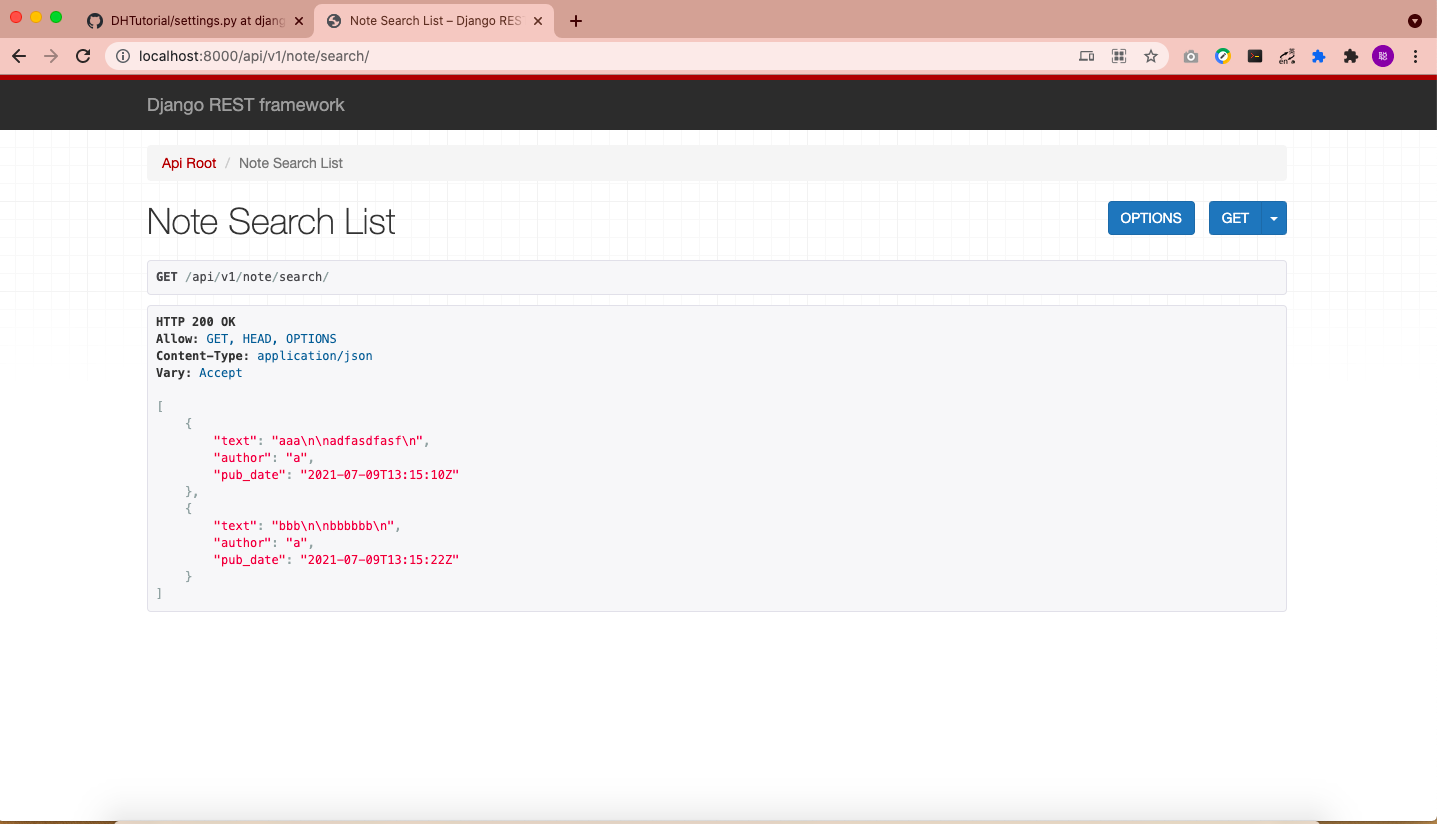 DHTutorial/settings.py at djang
Note Search List – Django RES
localhost:8000/api/v1/note/search/
en
Django REST framework
Api Root / Note Search List
Note Search List
OPTIONS
GET
GET /api/v1/note/search/
HTTP 200 OK
Allow: GET, HEAD, OPTIONS
Content-Type: application/json
Vary: Accept
[
    {
        "text": "aaa\n\nadfasdfasf\n",
        "author": "a",
        "pub_date": "2021-07-09T13:15:10Z"
    },
    {
        "text": "bbb\n\nbbbbbb\n",
        "author": "a",
        "pub_date": "2021-07-09T13:15:22Z"
    }
]